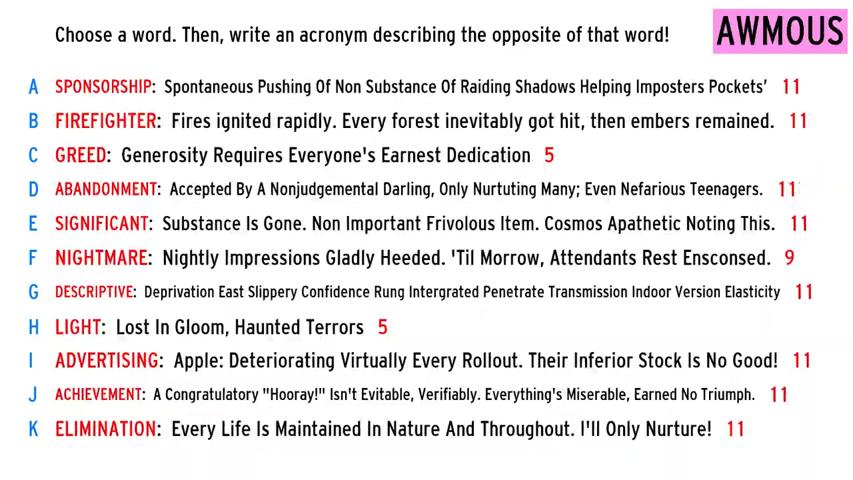 Choose a word. Then, write an acronym describing the opposite of that word! AWMOUS
A SPONSORSHIP: Spontaneous Pushing Of Non Substance Of Raiding Shadows Helping Imposters Pockets' 11
B FIREFIGHTER: Fires ignited rapidly. Every forest inevitably got hit, then embers remained. 11
C GREED: Generosity Requires Everyone's Earnest Dedication 5
D ABANDONMENT: Accepted By A Nonjudgemental Darling, Only Nurtuting Many; Even Nefarious Teenagers. 11
E SIGNIFICANT: Substance Is Gone. Non Important Frivolous Item. Cosmos Apathetic Noting This. 11
F NIGHTMARE: Nightly Impressions Gladly Heeded. 'Til Morrow, Attendants Rest Ensconsed. 9
G DESCRIPTIVE: Deprivation East Slippery Confidence Rung Intergrated Penetrate Transmission Indoor Version Elasticity 11
H LIGHT: Lost In Gloom, Haunted Terrors 5
I ADVERTISING: Apple: Deteriorating Virtually Every Rollout. Their Inferior Stock Is No Good! 11
J ACHIEVEMENT: A Congratulatory "Hooray!" Isn't Evitable, Verifiably. Everything's Miserable, Earned No Triumph. 11
K ELIMINATION: Every Life Is Maintained In Nature And Throughout. I'll Only Nurture! 11